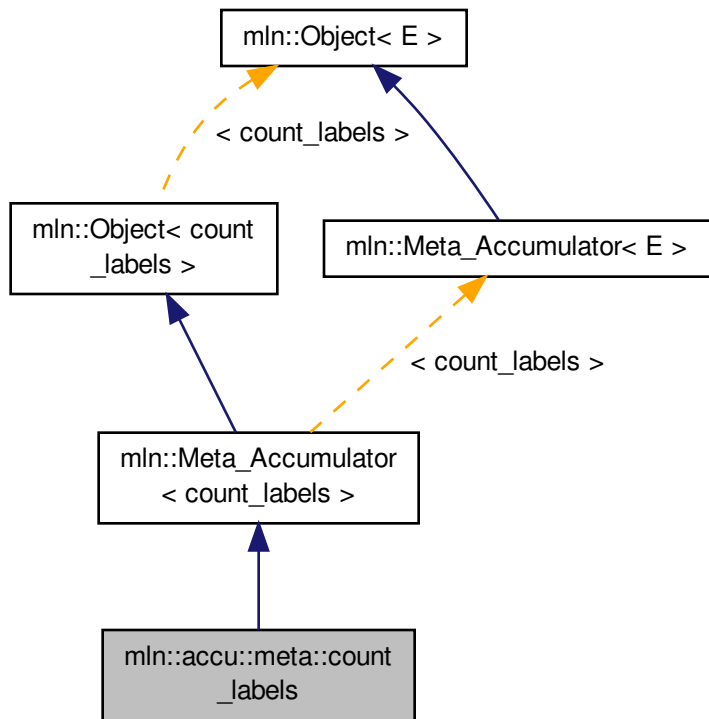 mln::Object< E >
< count_labels >
mln::Object< count
_labels >
mln::Meta_Accumulator< E >
< count_labels >
mln::Meta_Accumulator
< count_labels >
mln::accu::meta::count
_labels